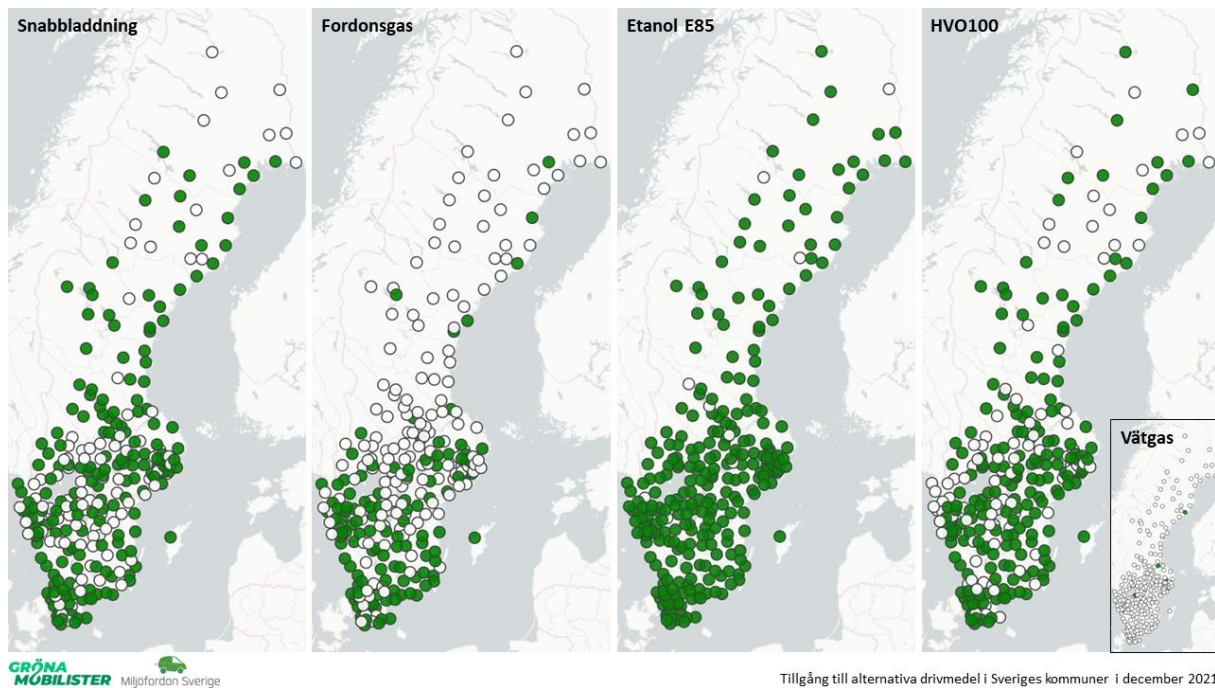 Snabbladdning
Fordonsgas
Etanol E85
HVO100
Vätgas
GRÖNA
MOBILISTER
Miljöfordon Sverige
Tillgång till alternativa drivmedel i Sveriges kommuner i december 2021